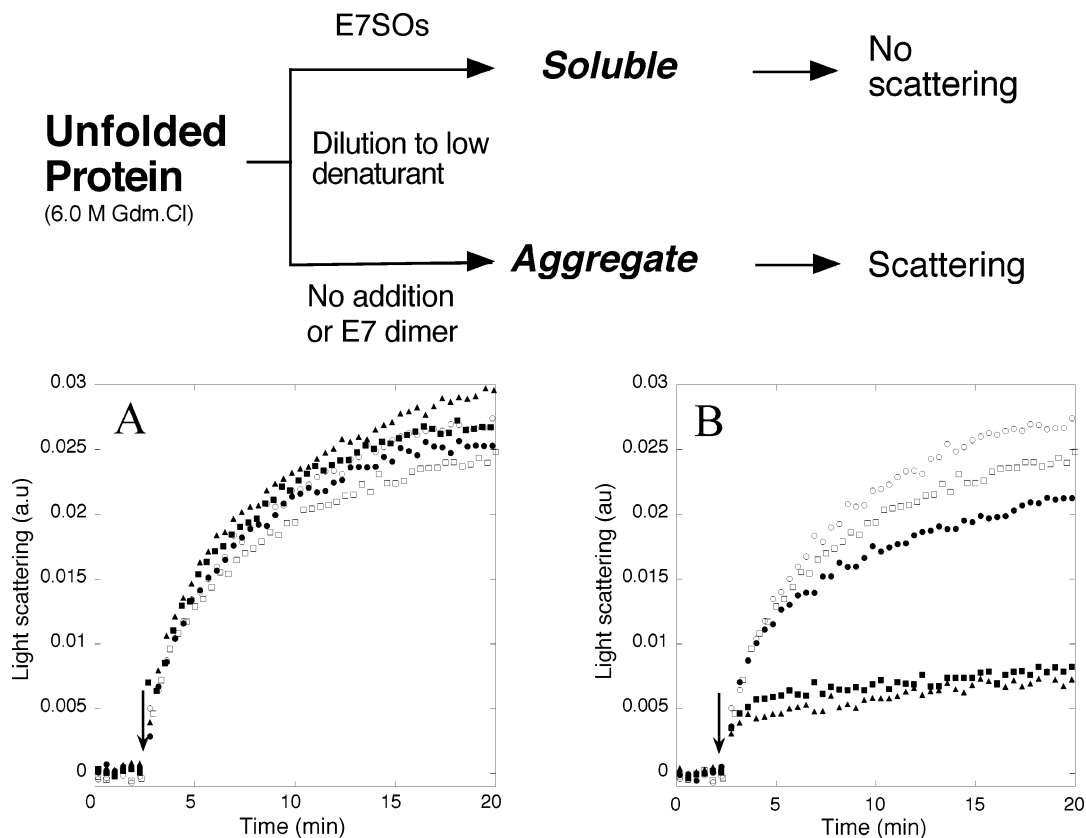 E7SOs
Soluble
No
scattering
Unfolded
Protein
(6.0 M Gdm.Cl)
Dilution to low
denaturant
Aggregate
Scattering
No addition
or E7 dimer
A
Light scattering (a.u)
0.03
0.025
0.02
0.015
0.01
0.005
0
0
5
10
15
20
Time (min)
B
Light scattering (au)
0.03
0.025
0.02
0.015
0.01
0.005
0
0
5
10
15
20
Time (min)